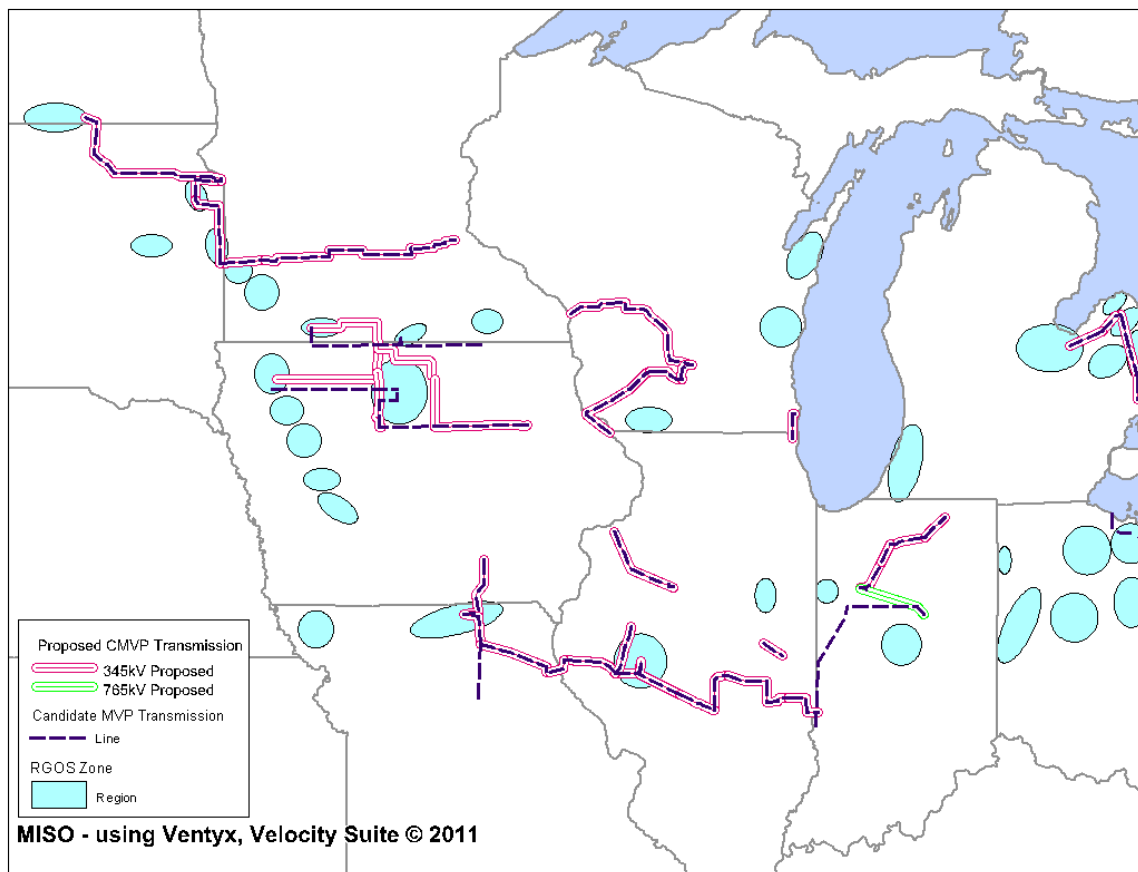 Proposed CMVP Transmission
345kV Proposed
765kV Proposed
Candidate MVP Transmission
Line
RGOS Zone
Region
MISO - using Ventyx, Velocity Suite © 2011